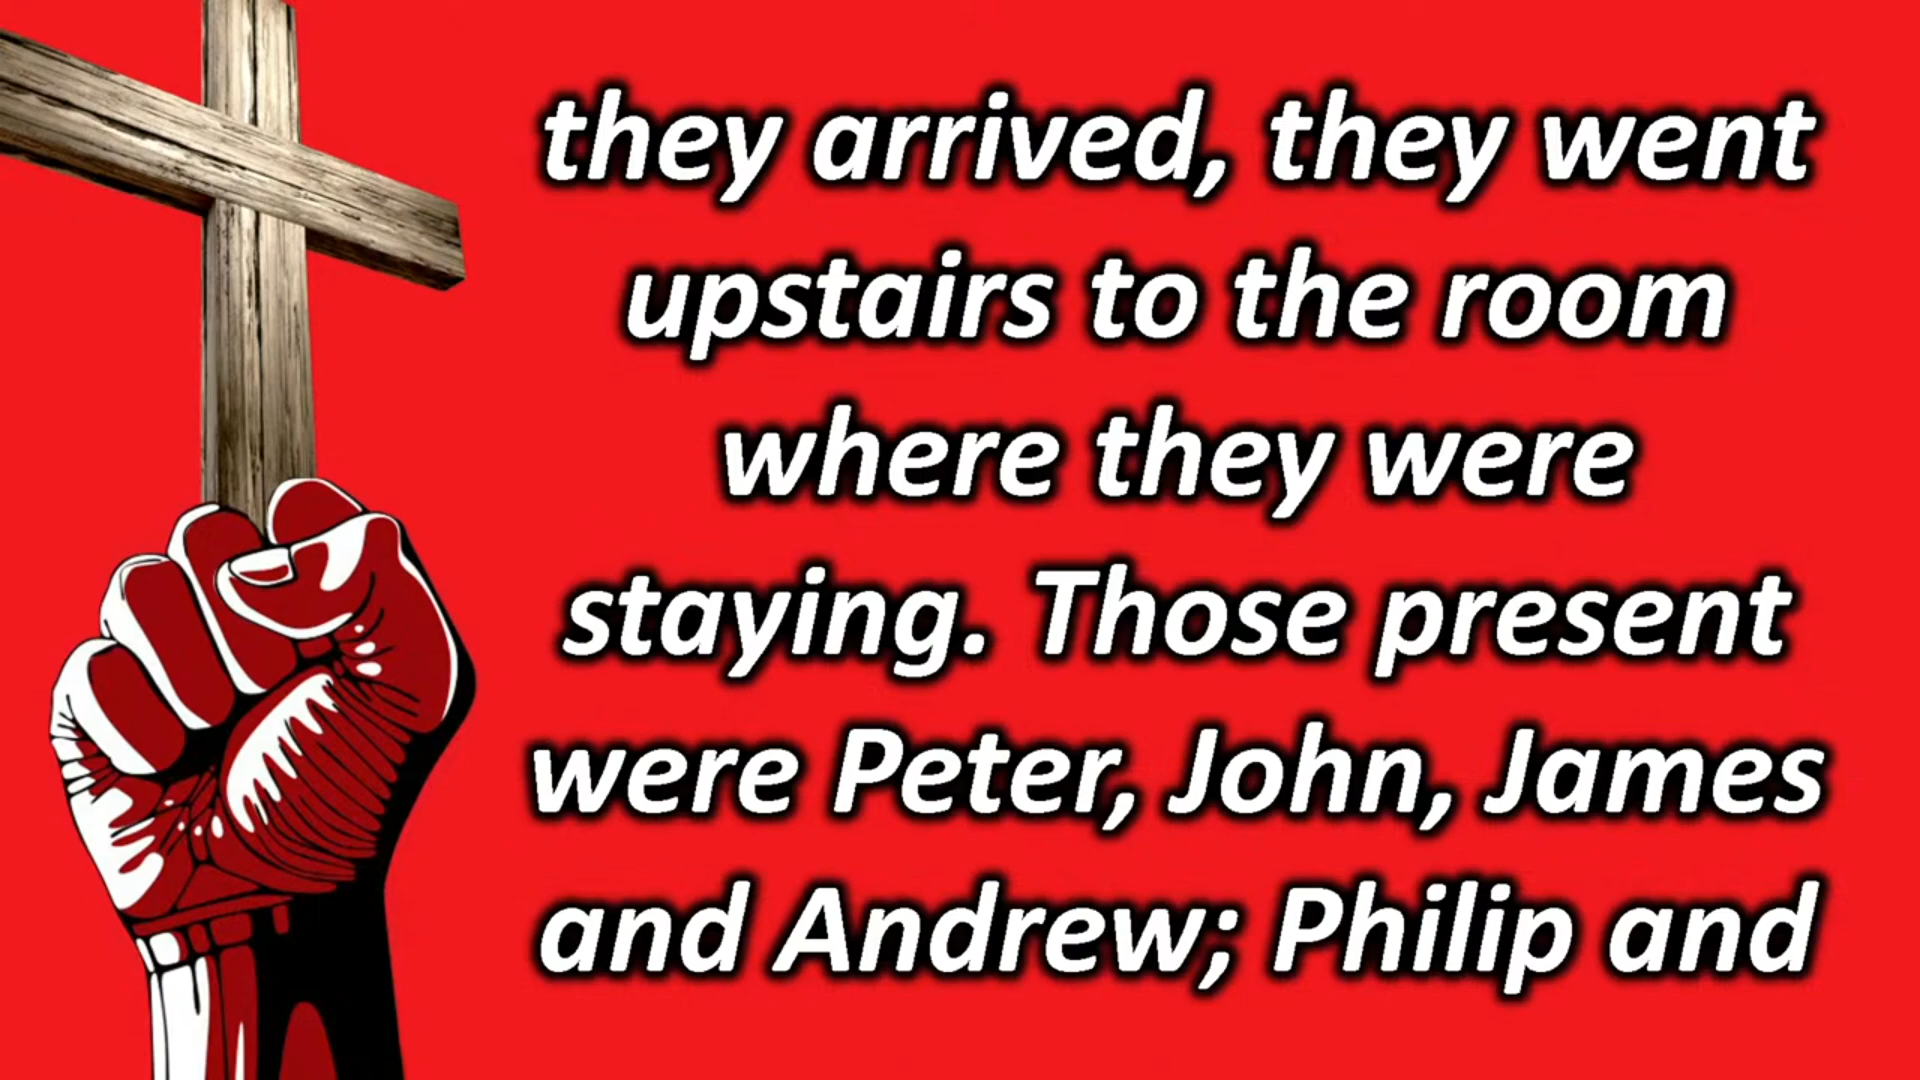 they arrived, they went
upstairs to the room
where they were
staying. Those present
were Peter, John, James
and Andrew; Philip and